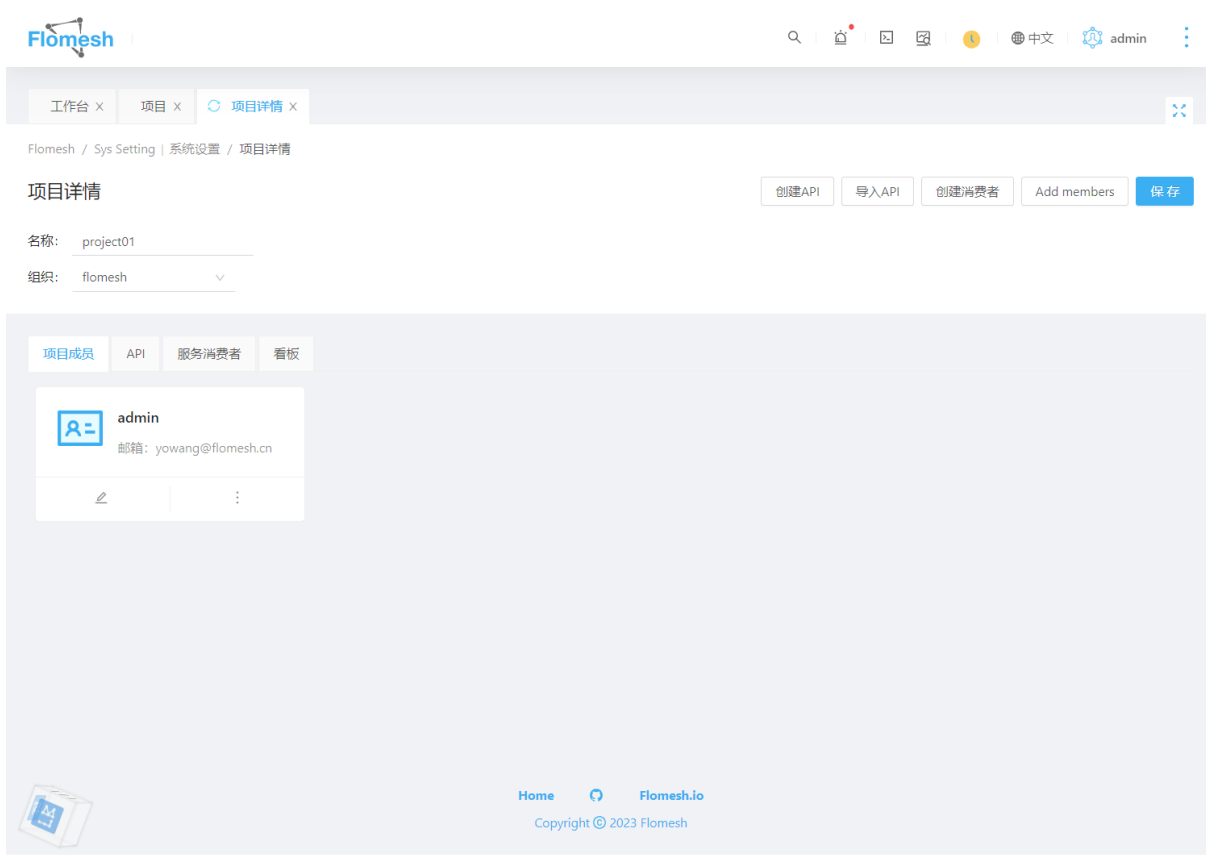 Flomesh
中文 admin
工作台 X 项目 X 项目详情 X
Flomesh / Sys Setting | 系统设置 / 项目详情
项目详情 创建API 导入API 创建消费者 Add members 保 存
名称: project01
组织: flomesh
项目成员 API 服务消费者 看板
admin
邮箱: yowang@flomesh.cn
Home Flomesh.io
Copyright © 2023 Flomesh